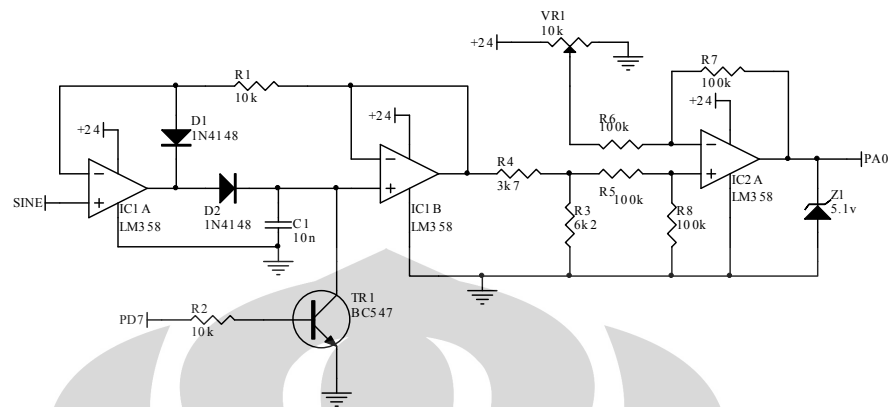 VR1
10k
+24
R7
100k
+24
R1
10k
+24
D1
1N4148
+24
R6
100k
IC2A
LM358
PA0
Z1
5.1v
R4
3k7
R5
100k
R3
6k2
R8
100k
SINE
IC1A
LM358
D2
1N4148
C1
10n
IC1B
LM358
PD7
R2
10k
TR1
BC547